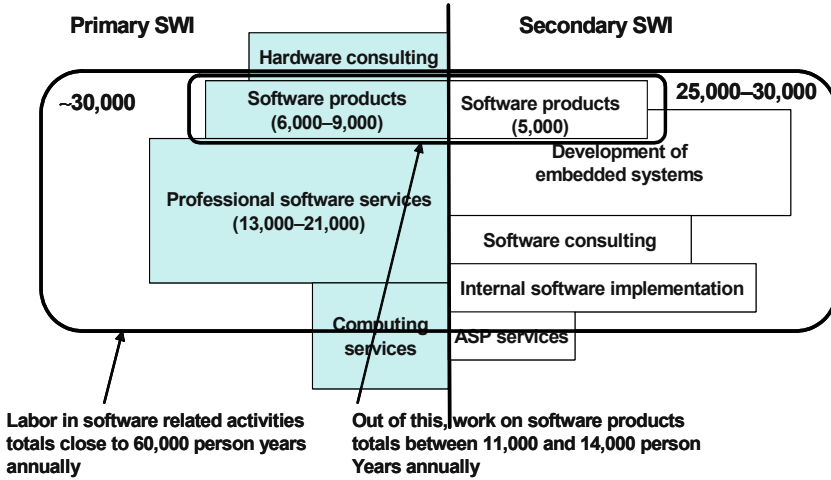 Primary SWI
Secondary SWI
Hardware consulting
~30,000
Software products
(6,000–9,000)
Software products
(5,000)
25,000–30,000
Development of
embedded systems
Professional software services
(13,000–21,000)
Software consulting
Internal software implementation
Computing
services
ASP services
Labor in software related activities
totals close to 60,000 person years
annually
Out of this, work on software products
totals between 11,000 and 14,000 person
Years annually